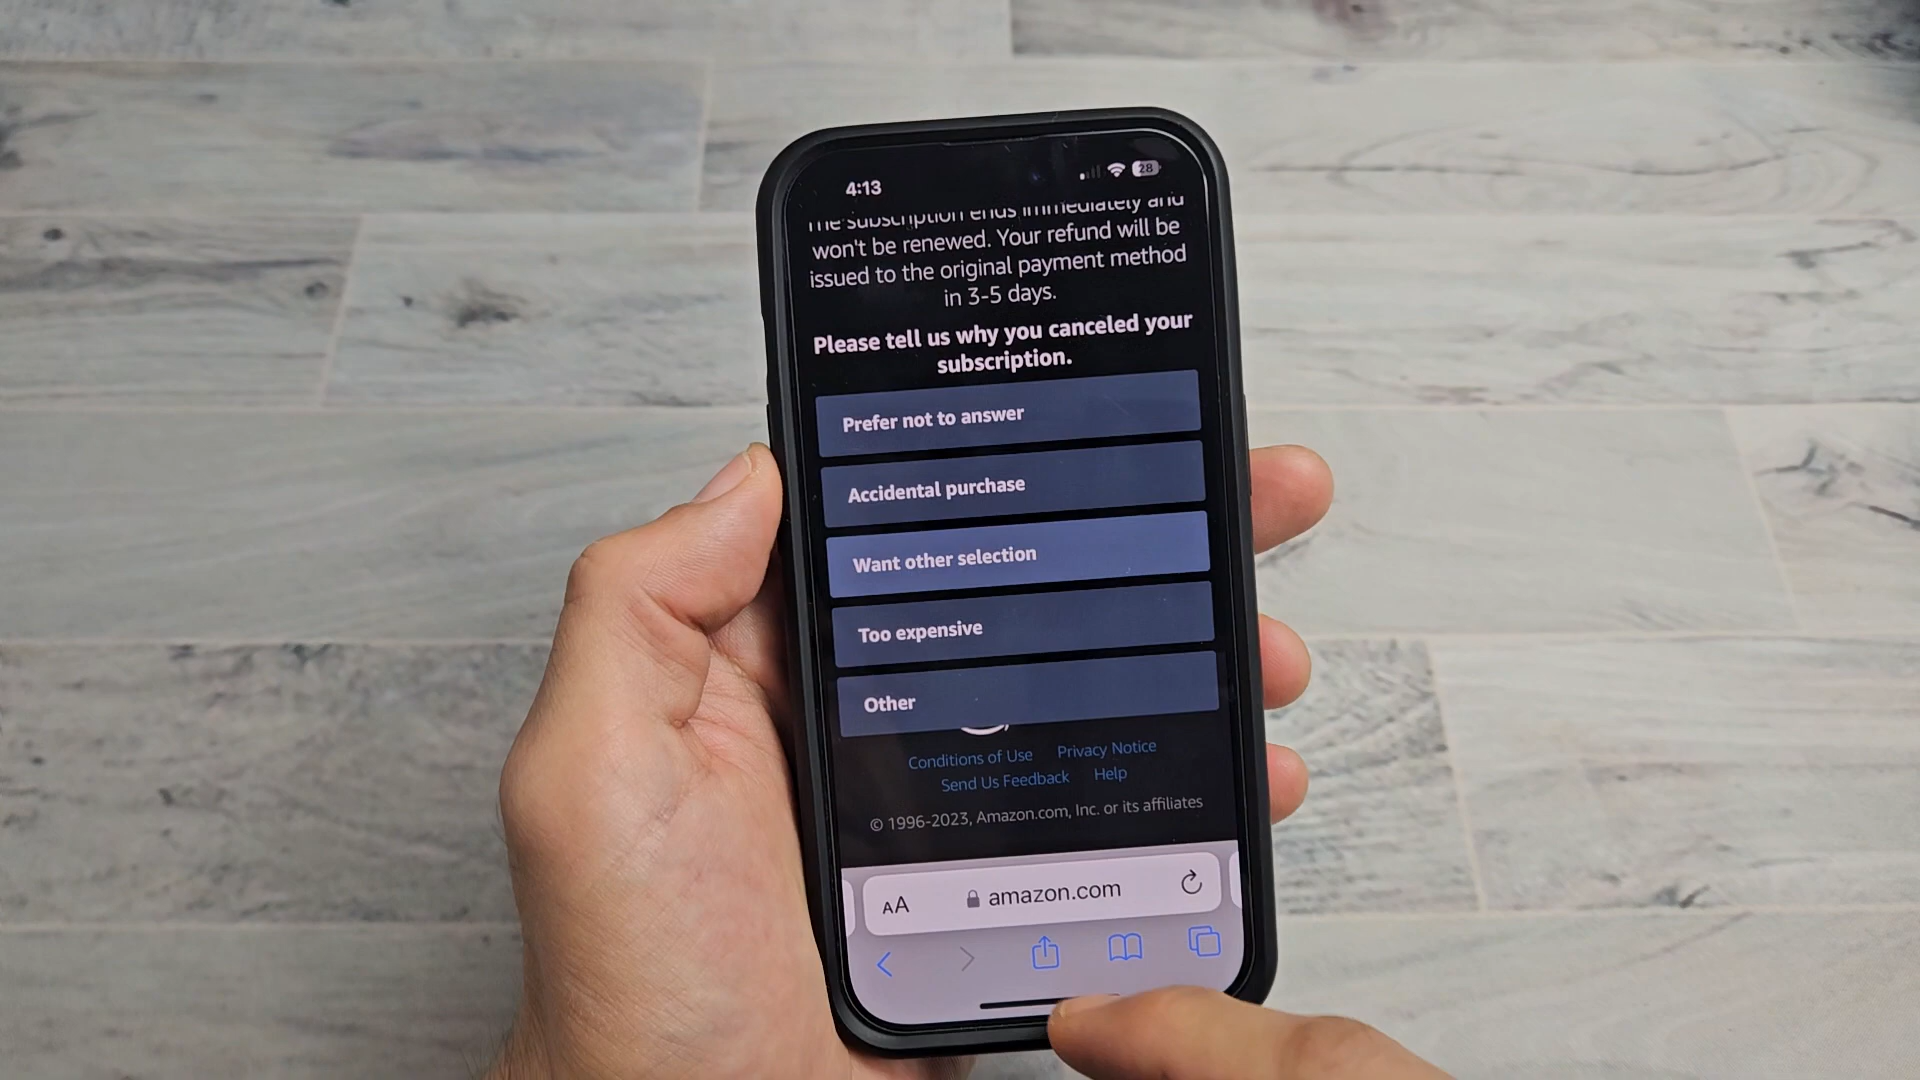 4:13
28
The subscription ends immediately and
won't be renewed. Your refund will be
issued to the original payment method
in 3-5 days.
Please tell us why you canceled your
subscription.
Prefer not to answer
Accidental purchase
Want other selection
Too expensive
Other
Conditions of Use Privacy Notice
Send Us Feedback Help
© 1996-2023, Amazon.com, Inc. or its affiliates
AA amazon.com